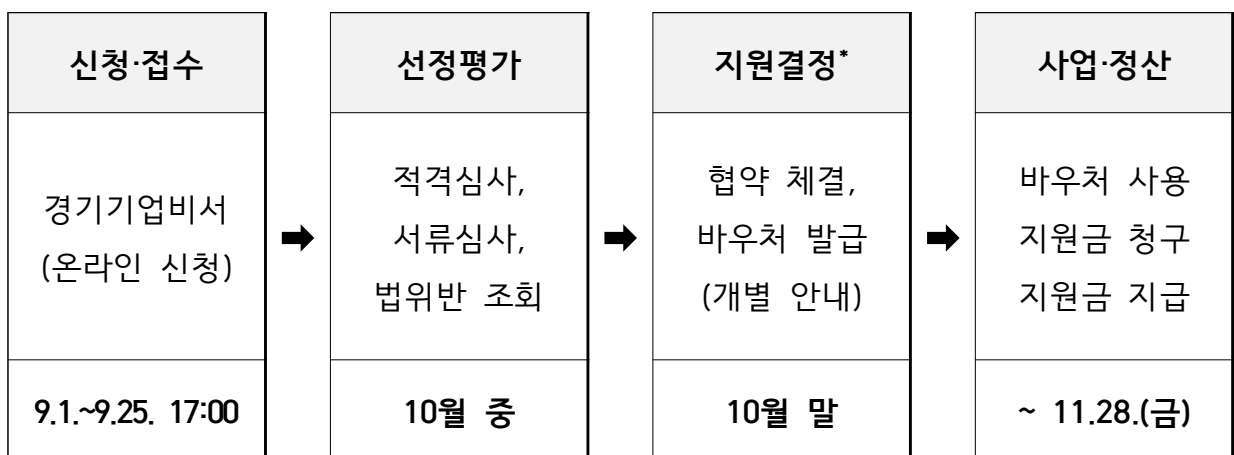 신청·접수
경기기업비서
(온라인 신청)
9.1.~9.25. 17:00
선정평가
적격심사,
서류심사,
법위반 조회
10월 중
지원결정*
협약 체결,
바우처 발급
(개별 안내)
10월 말
사업·정산
바우처 사용
지원금 청구
지원금 지급
~ 11.28.(금)